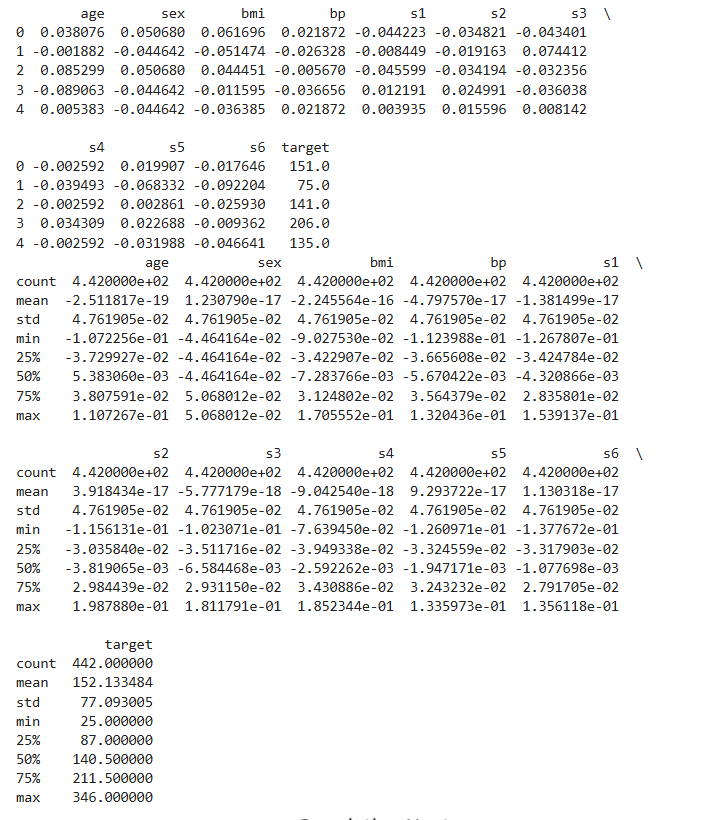 age sex bmi bp s1 s2 s3 \
0 0.038076 0.050680 0.061696 0.021872 -0.044223 -0.034821 -0.043401
1 -0.001882 -0.044642 -0.051474 -0.026328 -0.008449 -0.019163 0.074412
2 0.085299 0.050680 0.044451 -0.005670 -0.045599 -0.034194 -0.032356
3 -0.089063 -0.044642 -0.011595 -0.036656 0.012191 0.024991 -0.036038
4 0.005383 -0.044642 -0.036385 0.021872 0.003935 0.015596 0.008142
s4 s5 s6 target
0 -0.002592 0.019907 -0.017646 151.0
1 -0.039493 -0.068332 -0.092204 75.0
2 -0.002592 0.002861 -0.025930 141.0
3 0.034309 0.022688 -0.009362 206.0
4 -0.002592 -0.031988 -0.046641 135.0
age sex bmi bp s1 \
count 4.420000e+02 4.420000e+02 4.420000e+02 4.420000e+02 4.420000e+02
mean -2.511817e-19 1.230790e-17 -2.245564e-16 -4.797570e-17 -1.381499e-17
std 4.761905e-02 4.761905e-02 4.761905e-02 4.761905e-02 4.761905e-02
min -1.072256e-01 -4.464164e-02 -9.027530e-02 -1.123988e-01 -1.267807e-01
25% -3.729927e-02 -4.464164e-02 -3.422907e-02 -3.665608e-02 -3.424784e-02
50% 5.383060e-03 -4.464164e-02 -7.283766e-03 -5.670422e-03 -4.320866e-03
75% 3.807591e-02 5.068012e-02 3.124802e-02 3.564379e-02 2.835801e-02
max 1.107267e-01 5.068012e-02 1.705552e-01 1.320436e-01 1.539137e-01
s2 s3 s4 s5 s6 \
count 4.420000e+02 4.420000e+02 4.420000e+02 4.420000e+02 4.420000e+02
mean 3.918434e-17 -5.777179e-18 -9.042540e-18 9.293722e-17 1.130318e-17
std 4.761905e-02 4.761905e-02 4.761905e-02 4.761905e-02 4.761905e-02
min -1.156131e-01 -1.023071e-01 -7.639450e-02 -1.260971e-01 -1.377672e-01
25% -3.035840e-02 -3.511716e-02 -3.949338e-02 -3.324559e-02 -3.317903e-02
50% -3.819065e-03 -6.584468e-03 -2.592262e-03 -1.947171e-03 -1.077698e-03
75% 2.984439e-02 2.931150e-02 3.430886e-02 3.243232e-02 2.791705e-02
max 1.987880e-01 1.811791e-01 1.852344e-01 1.335973e-01 1.356118e-01
target
count 442.000000
mean 152.133484
std 77.093005
min 25.000000
25% 87.000000
50% 140.500000
75% 211.500000
max 346.000000